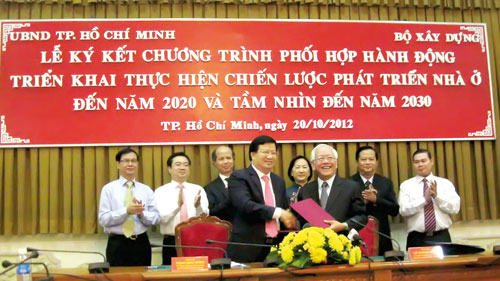 UBND TP. HỒ CHÍ MINH
BỘ XÂY DỰNG
LỄ KÝ KẾT CHƯƠNG TRÌNH PHỐI HỢP HÀNH ĐỘNG
TRIỂN KHAI THỰC HIỆN CHIẾN LƯỢC PHÁT TRIỂN NHÀ Ở
ĐẾN NĂM 2020 VÀ TẦM NHÌN ĐẾN NĂM 2030
TP. Hồ Chí Minh, ngày 20/10/2012